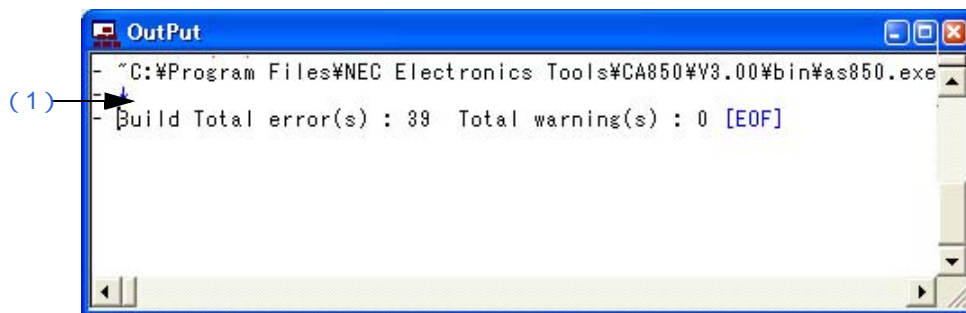 OutPut
- "C:¥Program Files¥NEC Electronics Tools¥CA850¥V3.00¥bin¥as850.exe
(1)
- ↓
- Build Total error(s) : 39 Total warning(s) : 0 [EOF]